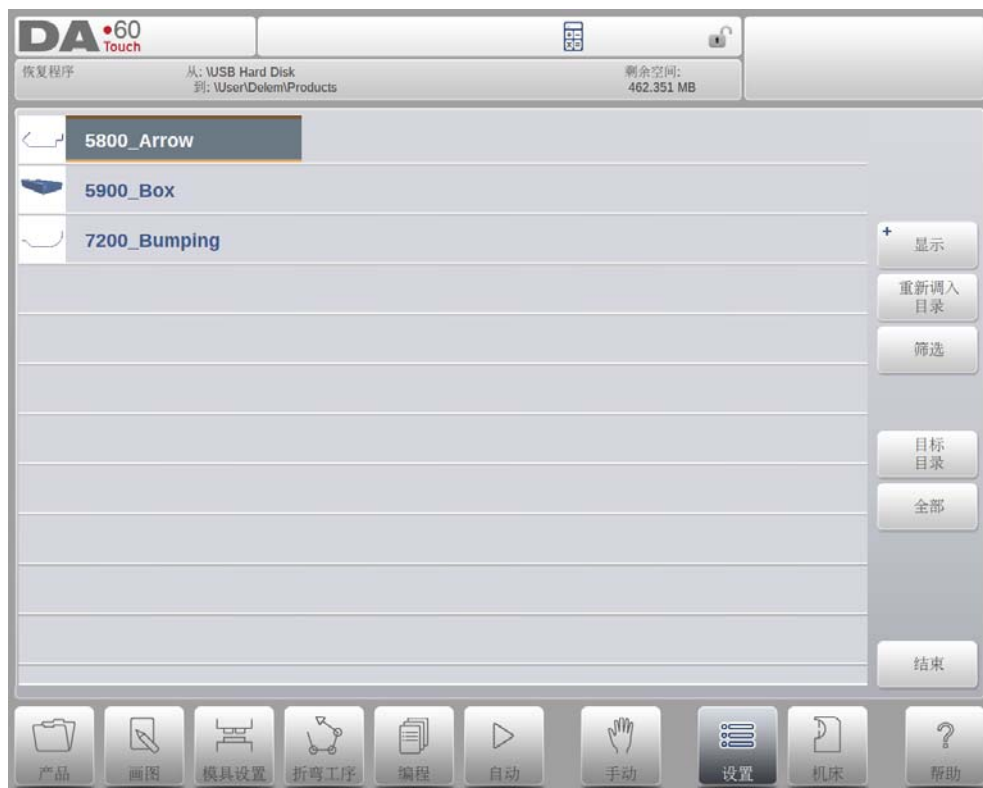 DA 60
Touch
恢复程序
从: \USB Hard Disk
到: \User\Delem\Products
剩余空间:
462.351 MB
5800_Arrow
5900_Box
7200_Bumping
+ 显示
重新调入
目录
筛选
目标
目录
全部
结束
产品
画图
模具设置
折弯工序
编程
自动
手动
设置
机床
?
帮助